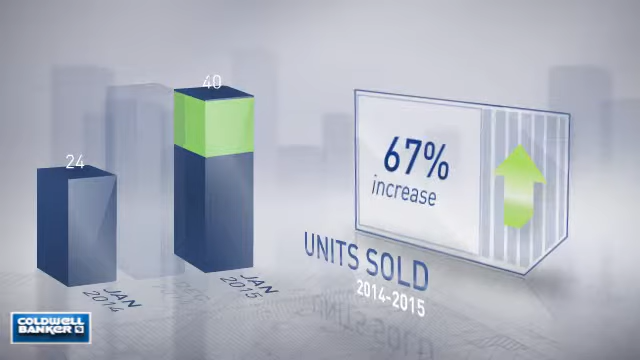 40
24
67%
increase
UNITS SOLD
2014-2015
JAN
2014
JAN
2015
COLDWELL
BANKER